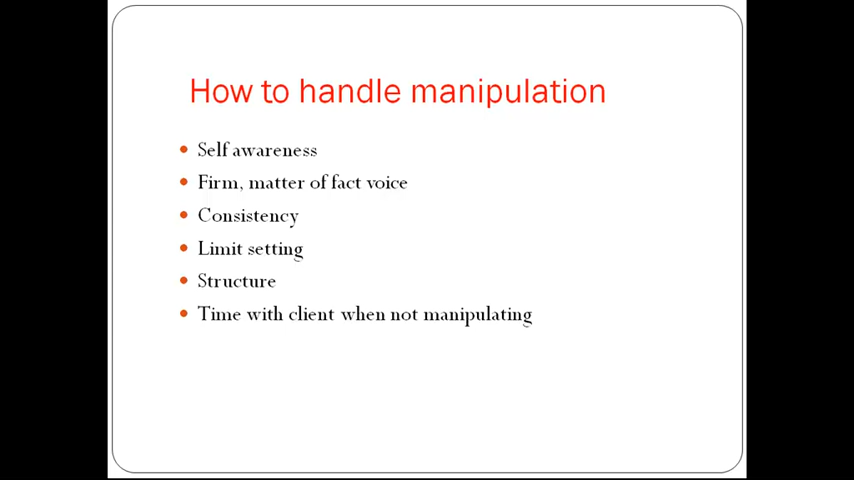 How to handle manipulation
Self awareness
Firm, matter of fact voice
Consistency
Limit setting
Structure
Time with client when not manipulating